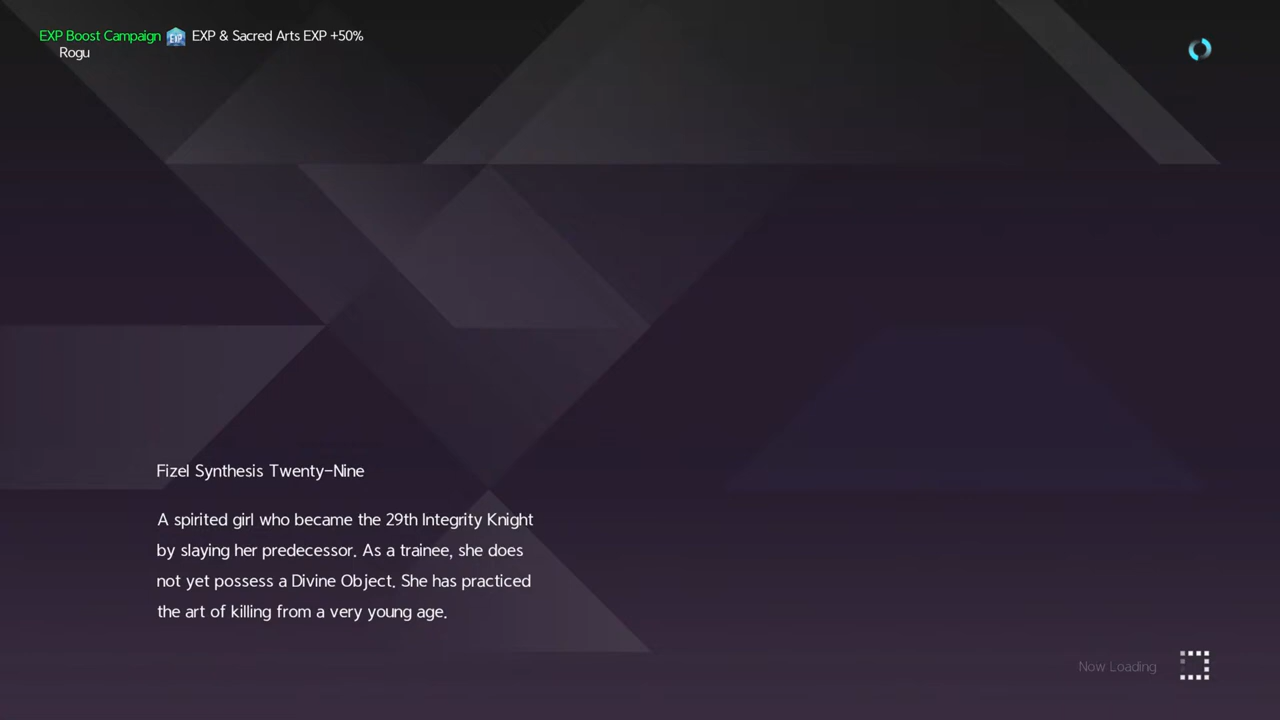 EXP Boost Campaign EXP EXP & Sacred Arts EXP +50%
Rogu
Fizel Synthesis Twenty-Nine
A spirited girl who became the 29th Integrity Knight
by slaying her predecessor. As a trainee, she does
not yet possess a Divine Object. She has practiced
the art of killing from a very young age.
Now Loading